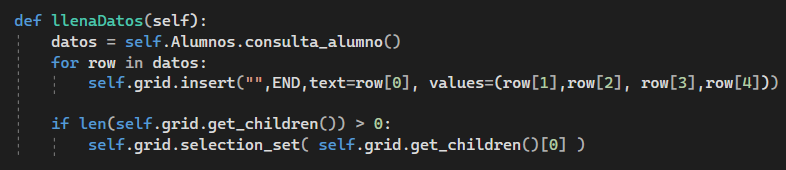 def llenaDatos(self):
    datos = self.Alumnos.consulta_alumno()
    for row in datos:
        self.grid.insert("",END,text=row[0], values=(row[1],row[2], row[3],row[4]))

    if len(self.grid.get_children()) > 0:
        self.grid.selection_set( self.grid.get_children()[0] )